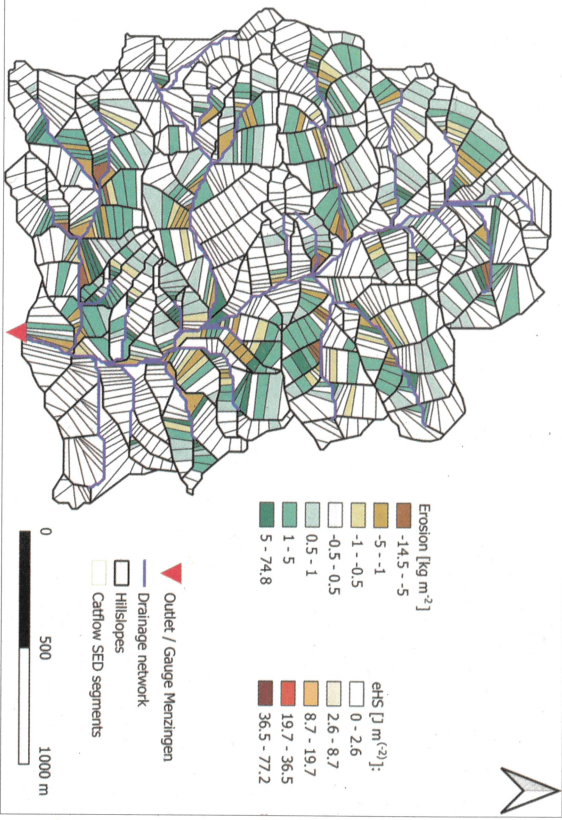 Erosion [kg m⁻²]
-14.5 - -5
-5 - -1
-1 - -0.5
-0.5 - 0.5
0.5 - 1
1 - 5
5 - 74.8
eHS [J m⁽⁻²⁾]:
0 - 2.6
2.6 - 8.7
8.7 - 19.7
19.7 - 36.5
36.5 - 77.2
Outlet / Gauge Menzingen
Drainage network
Hillslopes
Catflow SED segments
0 500 1000 m